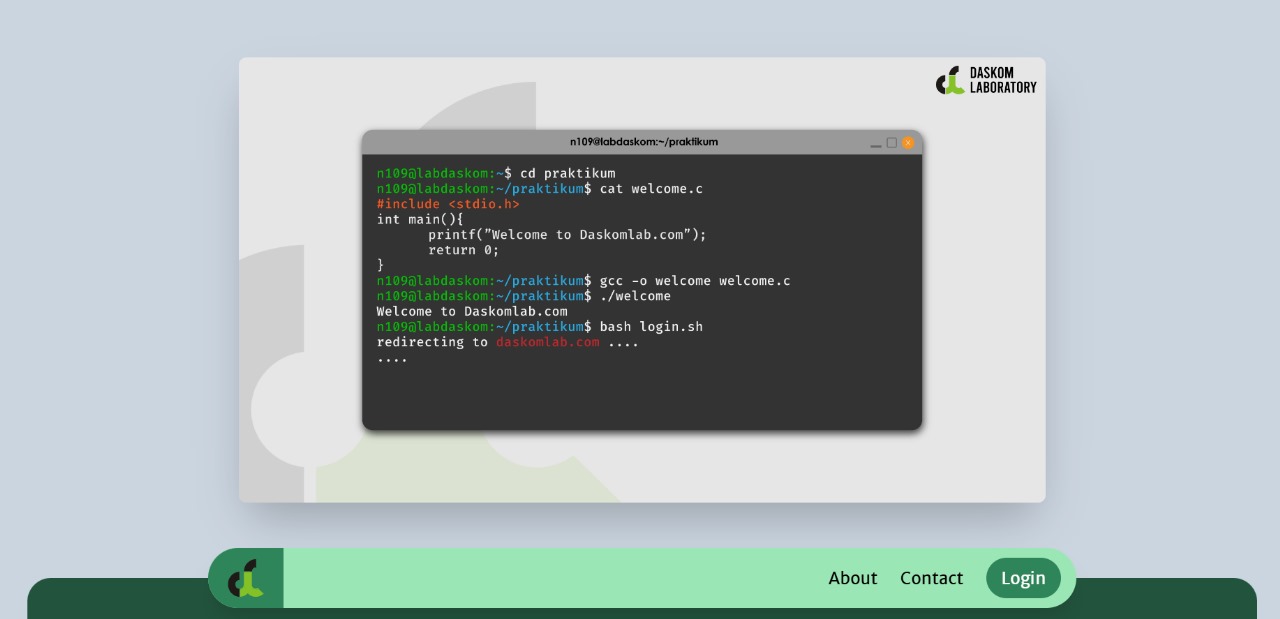 DASKOM
LABORATORY
n109@labdaskom:~/praktikum
n109@labdaskom:~$ cd praktikum
n109@labdaskom:~/praktikum$ cat welcome.c
#include <stdio.h>
int main(){
printf(”Welcome to Daskomlab.com”);
return 0;
}
n109@labdaskom:~/praktikum$ gcc -o welcome welcome.c
n109@labdaskom:~/praktikum$ ./welcome
Welcome to Daskomlab.com
n109@labdaskom:~/praktikum$ bash login.sh
redirecting to daskomlab.com ....
....
About Contact Login